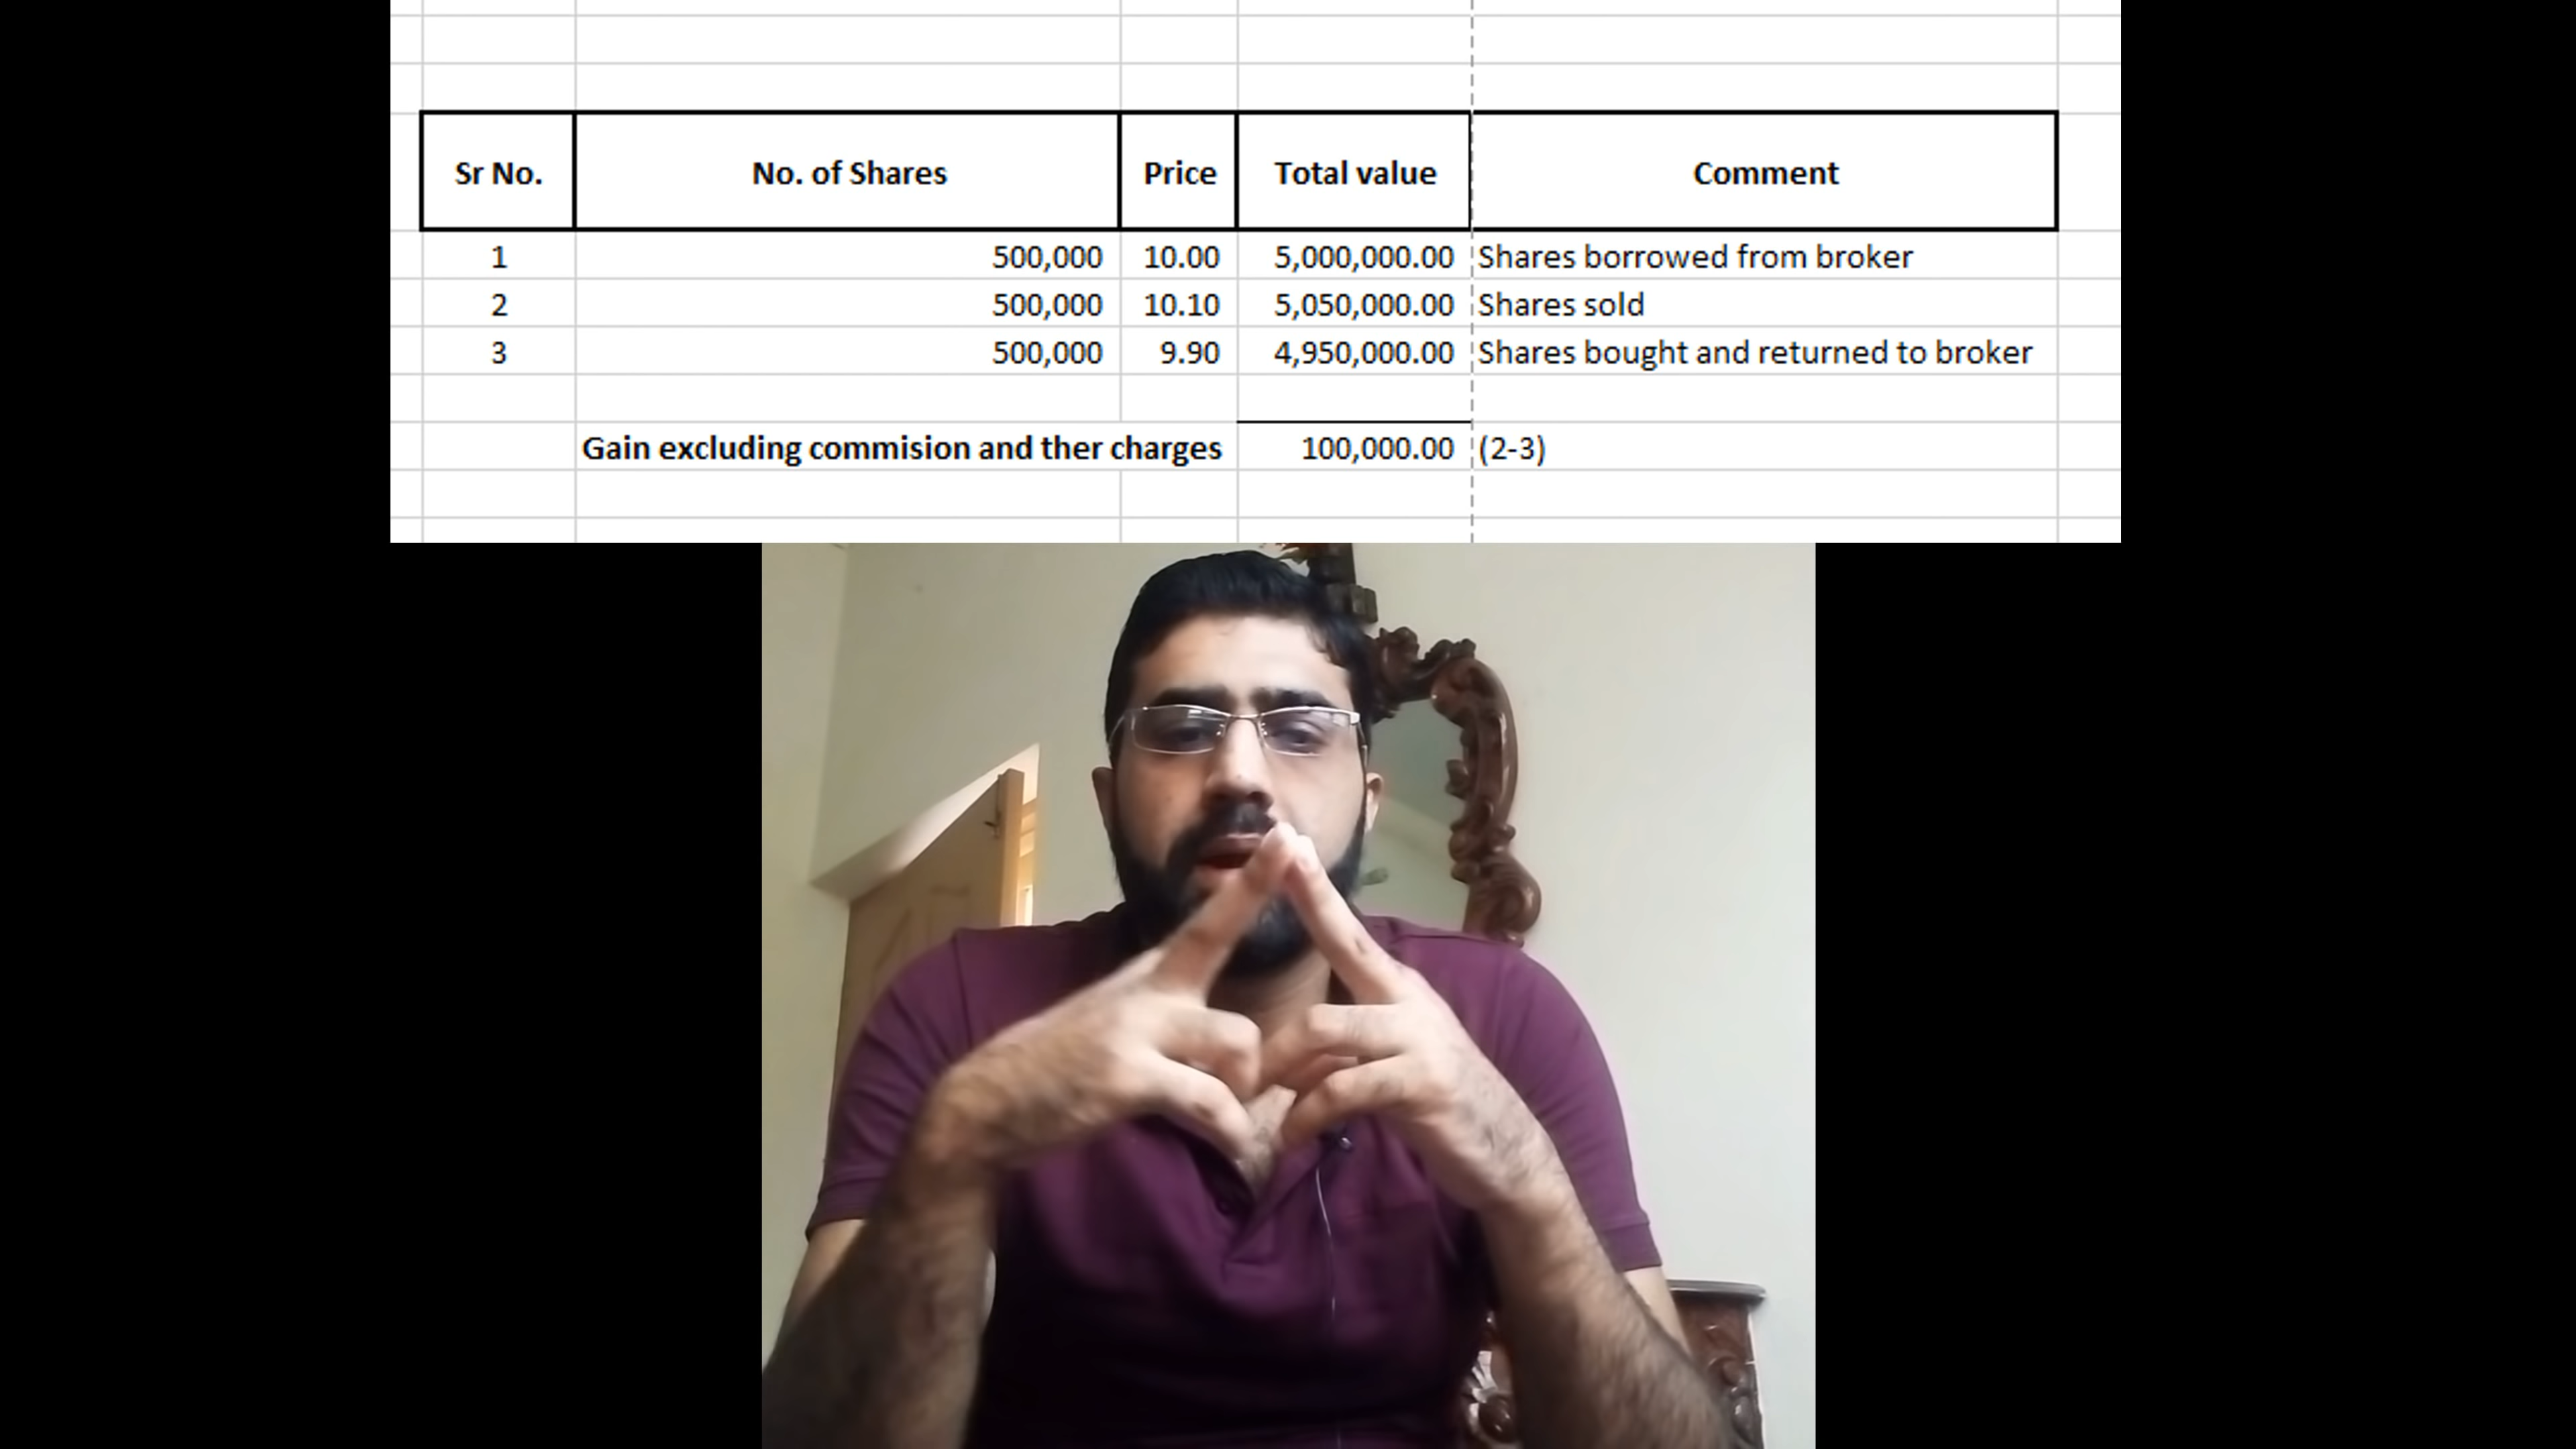 Sr No. No. of Shares Price Total value Comment
1 500,000 10.00 5,000,000.00 Shares borrowed from broker
2 500,000 10.10 5,050,000.00 Shares sold
3 500,000 9.90 4,950,000.00 Shares bought and returned to broker
Gain excluding commision and ther charges 100,000.00 (2-3)